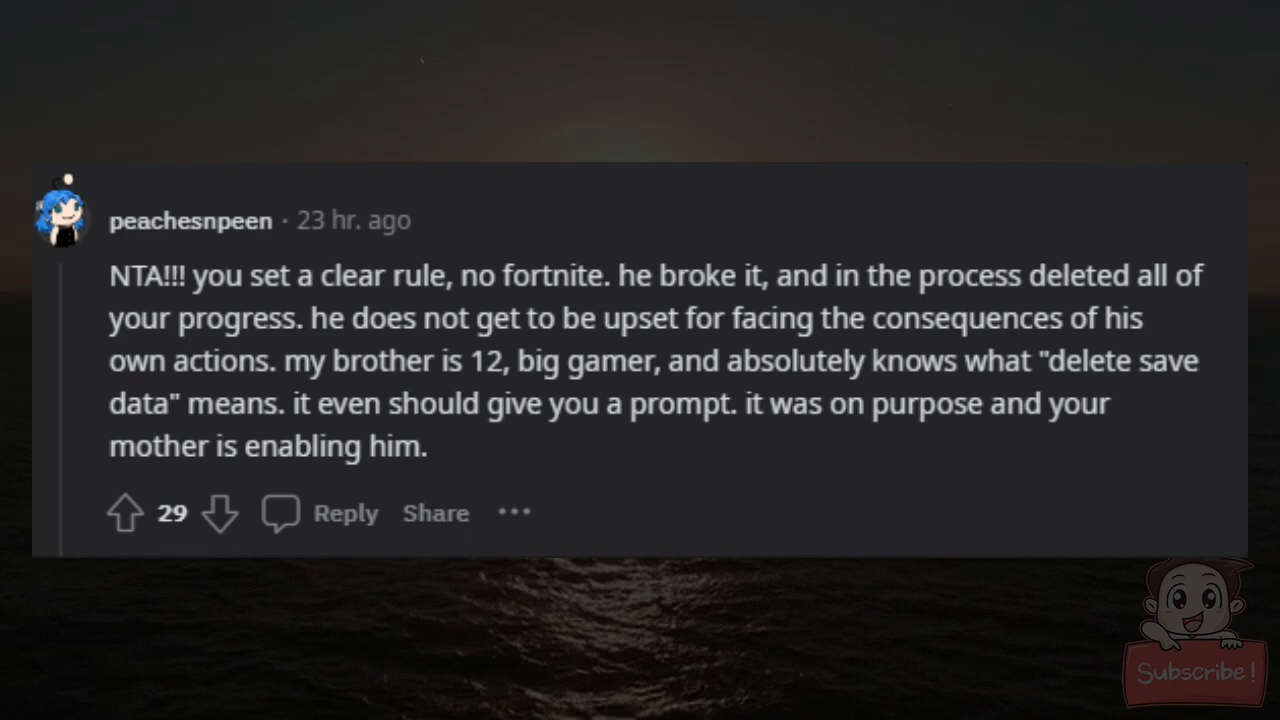 peachesnpeen · 23 hr. ago
NTA!!! you set a clear rule, no fortnite. he broke it, and in the process deleted all of
your progress. he does not get to be upset for facing the consequences of his
own actions. my brother is 12, big gamer, and absolutely knows what "delete save
data" means. it even should give you a prompt. it was on purpose and your
mother is enabling him.
29 Reply Share ···
Subscribe!